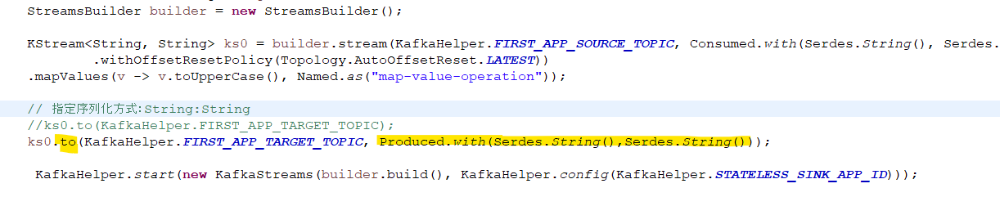 StreamsBuilder builder = new StreamsBuilder();
KStream<String, String> ks0 = builder.stream(KafkaHelper.FIRST_APP_SOURCE_TOPIC, Consumed.with(Serdes.String(), Serdes.
.withOffsetResetPolicy(Topology.AutoOffsetReset.LATEST))
.mapValues(v -> v.toUpperCase(), Named.as("map-value-operation"));
// 指定序列化方式:String:String
//ks0.to(KafkaHelper.FIRST_APP_TARGET_TOPIC);
ks0.to(KafkaHelper.FIRST_APP_TARGET_TOPIC, Produced.with(Serdes.String(),Serdes.String()));
KafkaHelper.start(new KafkaStreams(builder.build(), KafkaHelper.config(KafkaHelper.STATELESS_SINK_APP_ID)));